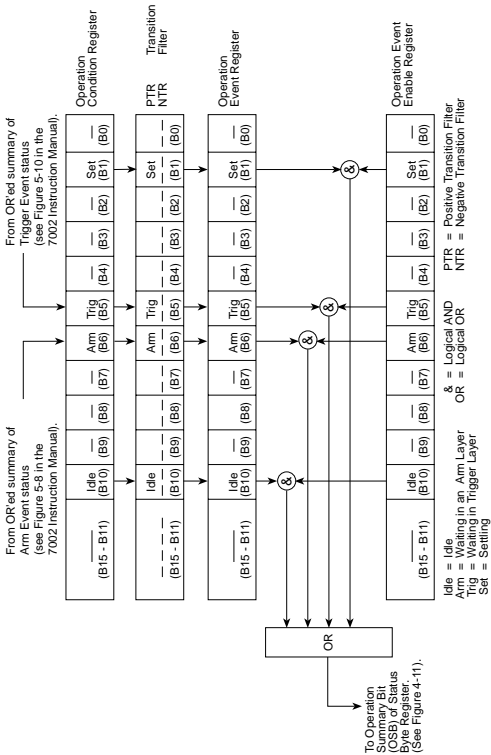 From OR'ed summary of
Arm Event status
(see Figure 5-8 in the
7002 Instruction Manual).
From OR'ed summary of
Trigger Event status
(see Figure 5-10 in the
7002 Instruction Manual).
— (B15 - B11)
Idle (B10)
— (B9)
— (B8)
— (B7)
Arm (B6)
Trig (B5)
— (B4)
— (B3)
— (B2)
Set (B1)
— (B0)
Operation
Condition Register
— (B15 - B11)
Idle (B10)
— (B9)
— (B8)
— (B7)
Arm (B6)
Trig (B5)
— (B4)
— (B3)
— (B2)
Set (B1)
— (B0)
PTR
NTR
Transition
Filter
— (B15 - B11)
Idle (B10)
— (B9)
— (B8)
— (B7)
Arm (B6)
Trig (B5)
— (B4)
— (B3)
— (B2)
Set (B1)
— (B0)
Operation
Event Register
&
&
&
&
OR
To Operation
Summary Bit
(OSB) of Status
Byte Register.
(See Figure 4-11).
— (B15 - B11)
Idle (B10)
— (B9)
— (B8)
— (B7)
Arm (B6)
Trig (B5)
— (B4)
— (B3)
— (B2)
Set (B1)
— (B0)
Operation Event
Enable Register
Idle = Idle
Arm = Waiting in an Arm Layer
Trig = Waiting in Trigger Layer
Set = Settling
& = Logical AND
OR = Logical OR
PTR = Positive Transition Filter
NTR = Negative Transition Filter